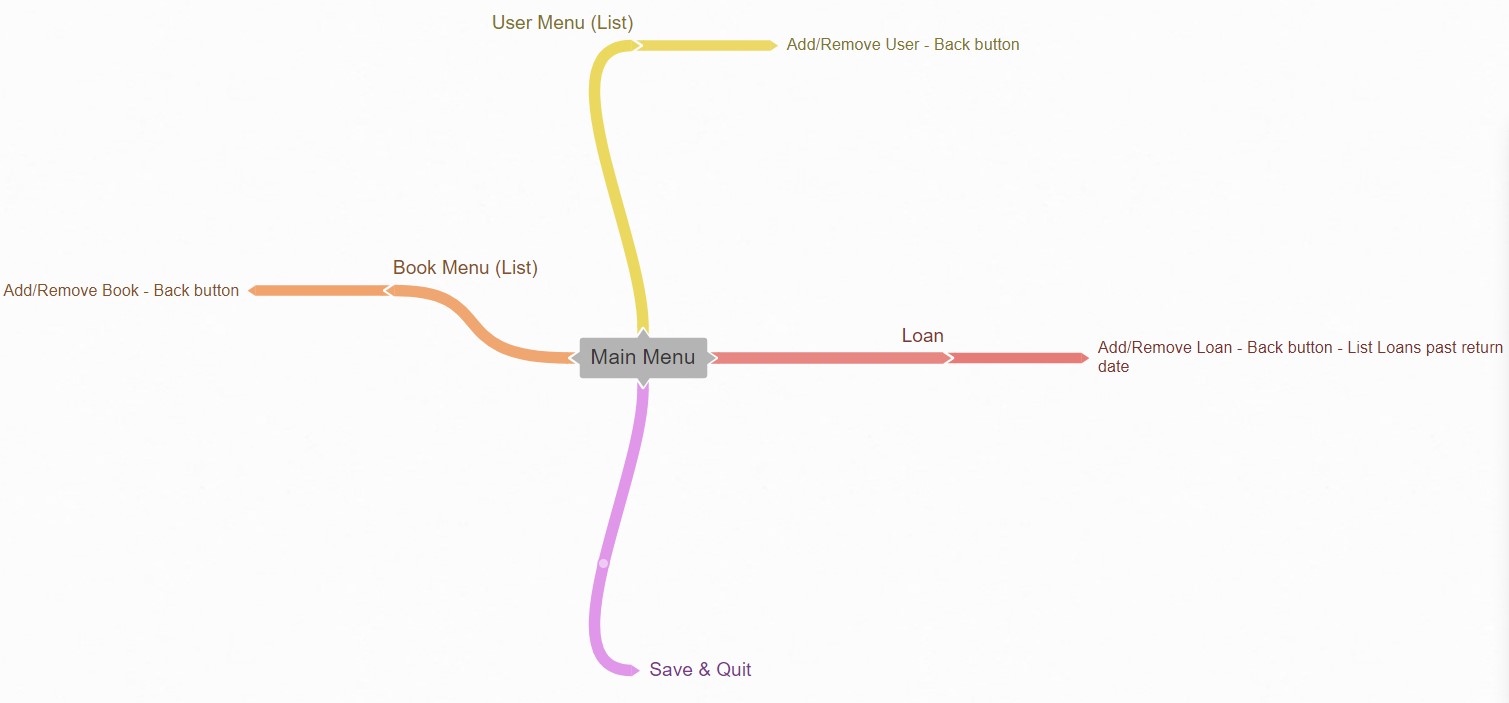 User Menu (List)
Add/Remove User - Back button
Book Menu (List)
Add/Remove Book - Back button
Main Menu
Loan
Add/Remove Loan - Back button - List Loans past return
date
Save & Quit